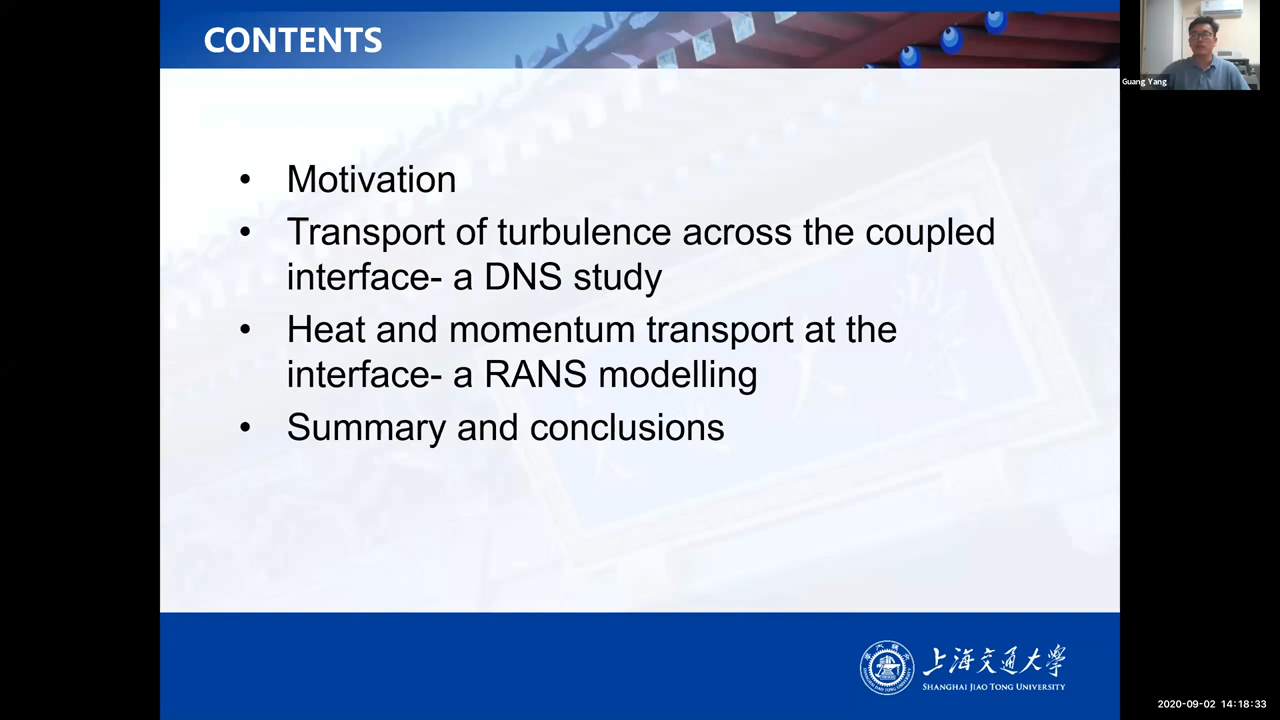 CONTENTS
Guang Yang
• Motivation
• Transport of turbulence across the coupled
interface- a DNS study
• Heat and momentum transport at the
interface- a RANS modelling
• Summary and conclusions
上海交通大学
SHANGHAI JIAO TONG UNIVERSITY
2020-09-02 14:18:33